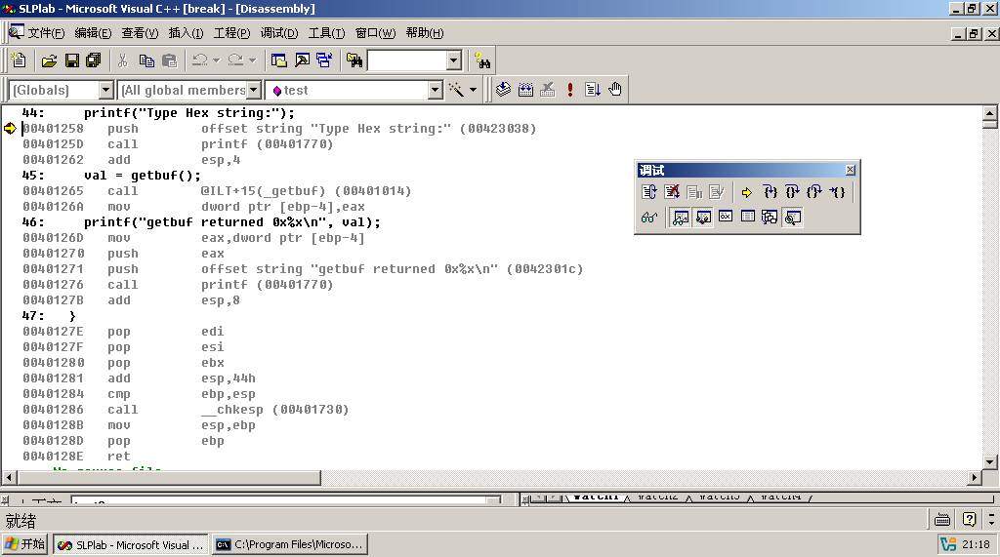 SLPlab - Microsoft Visual C++ [break] - [Disassembly]
文件(F) 编辑(E) 查看(V) 插入(I) 工程(P) 调试(D) 工具(T) 窗口(W) 帮助(H)
(Globals) (All global members test
44: printf("Type Hex string:");
00401258 push offset string "Type Hex string:" (00423038)
0040125D call printf (00401770)
00401262 add esp,4
45: val = getbuf();
00401265 call @ILT+15(_getbuf) (00401014)
0040126A mov dword ptr [ebp-4],eax
46: printf("getbuf returned 0x%x\n", val);
0040126D mov eax,dword ptr [ebp-4]
00401270 push eax
00401271 push offset string "getbuf returned 0x%x\n" (0042301c)
00401276 call printf (00401770)
0040127B add esp,8
47: }
0040127E pop edi
0040127F pop esi
00401280 pop ebx
00401281 add esp,44h
00401284 cmp ebp,esp
00401286 call __chkesp (00401730)
0040128B mov esp,ebp
0040128D pop ebp
0040128E ret
调试
Watch1 Watch2 Watch3 Watch4
就绪
开始 SLPlab - Microsoft Visual ... C:\Program Files\Microso... 21:18